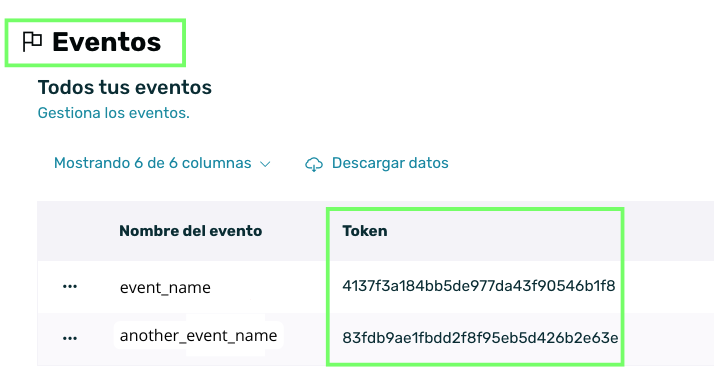 Eventos
Todos tus eventos
Gestiona los eventos.
Mostrando 6 de 6 columnas Descargar datos
Nombre del evento Token
... event_name 4137f3a184bb5de977da43f90546b1f8
... another_event_name 83fdb9ae1fbdd2f8f95eb5d426b2e63e